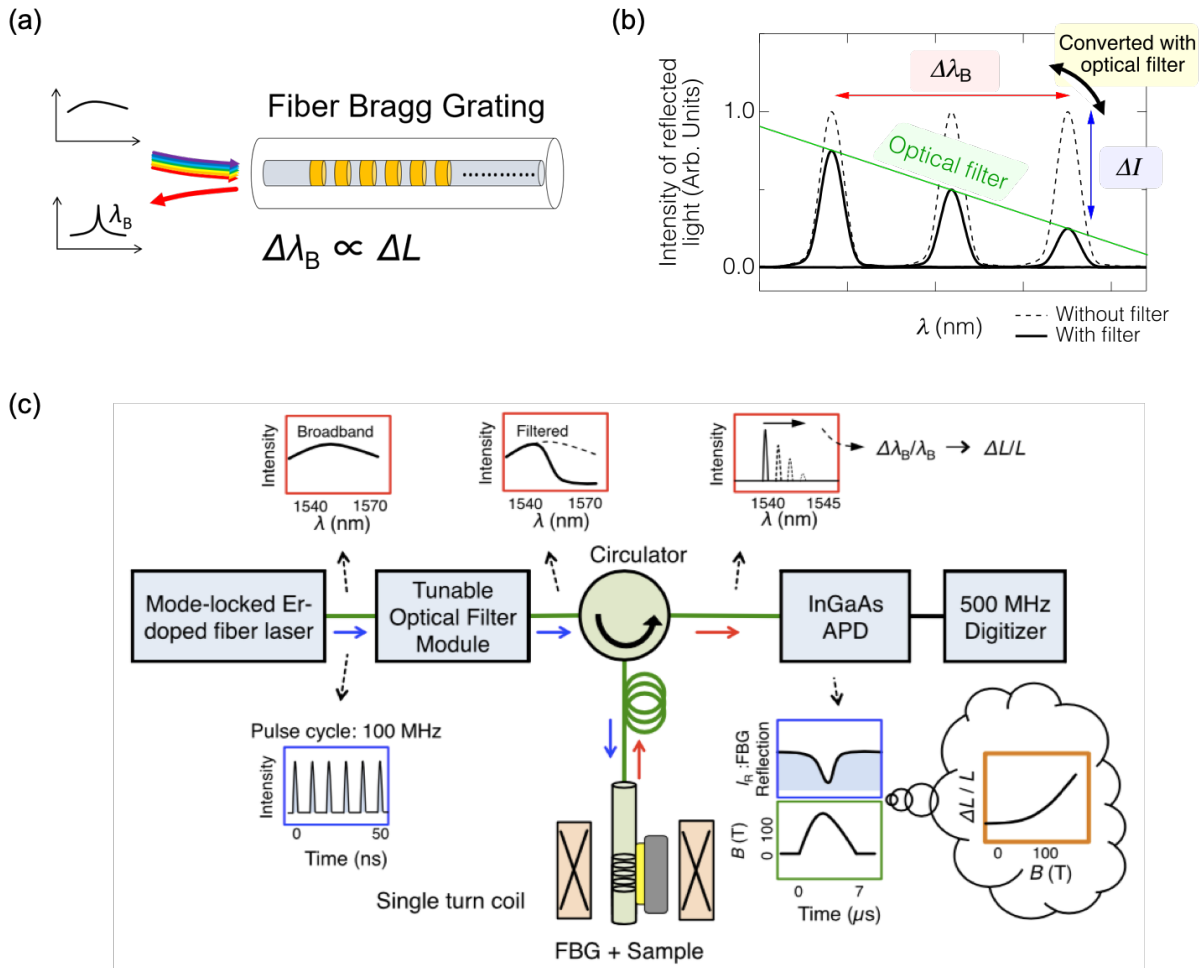 (a)
Fiber Bragg Grating
λB
ΔλB ∝ ΔL
(b)
Converted with
optical filter
ΔλB
1.0
Optical filter
ΔI
Intensity of reflected
light (Arb. Units)
0.0
λ (nm)
Without filter
With filter
(c)
Intensity
Broadband
1540
1570
λ (nm)
Intensity
Filtered
1540
1570
λ (nm)
Intensity
1540
1545
λ (nm)
ΔλB/λB → ΔL/L
Circulator
Mode-locked Er-
doped fiber laser
Tunable
Optical Filter
Module
InGaAs
APD
500 MHz
Digitizer
Pulse cycle: 100 MHz
Intensity
0
50
Time (ns)
Single turn coil
FBG + Sample
IR:FBG
Reflection
B (T)
0 100
0
7
Time (µs)
ΔL / L
0
100
B (T)